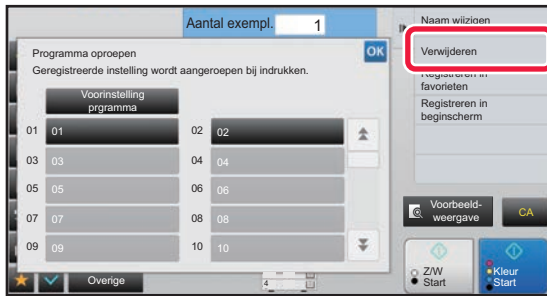 Aantal exempl. 1
Naam wijzigen
Verwijderen
Registreren in
favorieten
Registreren in
beginscherm
Programma oproepen
OK
Geregistreerde instelling wordt aangeroepen bij indrukken.
Voorinstelling
prgramma
01 01
02 02
03 03
04 04
05 05
06 06
07 07
08 08
09 09
10 10
Voorbeeld-
weergave
CA
Overige
4
Z/W
Start
Kleur
Start